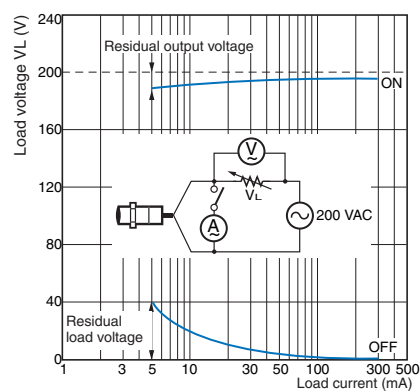 Load voltage VL (V)
240
Residual output voltage
200
ON
160
V
120
VL
200 VAC
A
80
40
Residual
load voltage
OFF
0
1 3 5 10 30 50 100 300 500
Load current (mA)